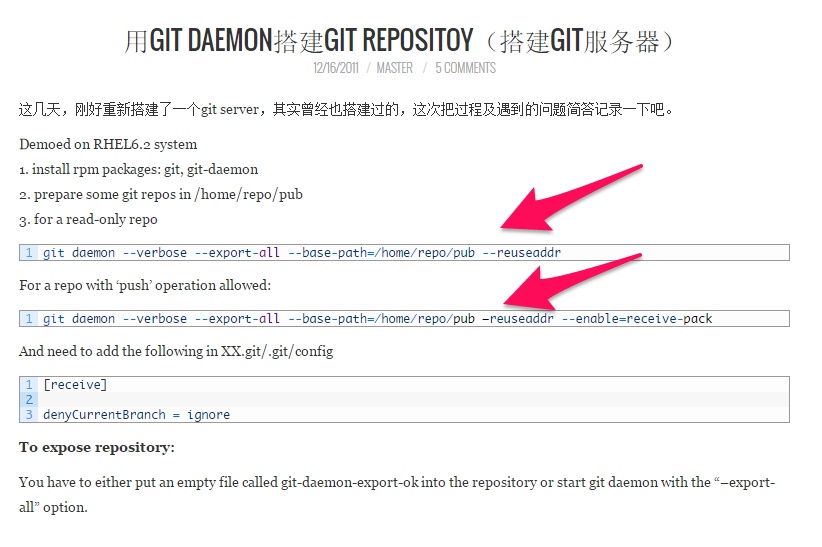 用GIT DAEMON搭建GIT REPOSITOY（搭建GIT服务器）
12/16/2011 / MASTER / 5 COMMENTS
这几天，刚好重新搭建了一个git server，其实曾经也搭建过的，这次把过程及遇到的问题简答记录一下吧。
Demoed on RHEL6.2 system
1. install rpm packages: git, git-daemon
2. prepare some git repos in /home/repo/pub
3. for a read-only repo
1 git daemon --verbose --export-all --base-path=/home/repo/pub --reuseaddr
For a repo with ‘push’ operation allowed:
1 git daemon --verbose --export-all --base-path=/home/repo/pub –reuseaddr --enable=receive-pack
And need to add the following in XX.git/.git/config
1 [receive]
2
3 denyCurrentBranch = ignore
To expose repository:
You have to either put an empty file called git-daemon-export-ok into the repository or start git daemon with the “–export-
all” option.